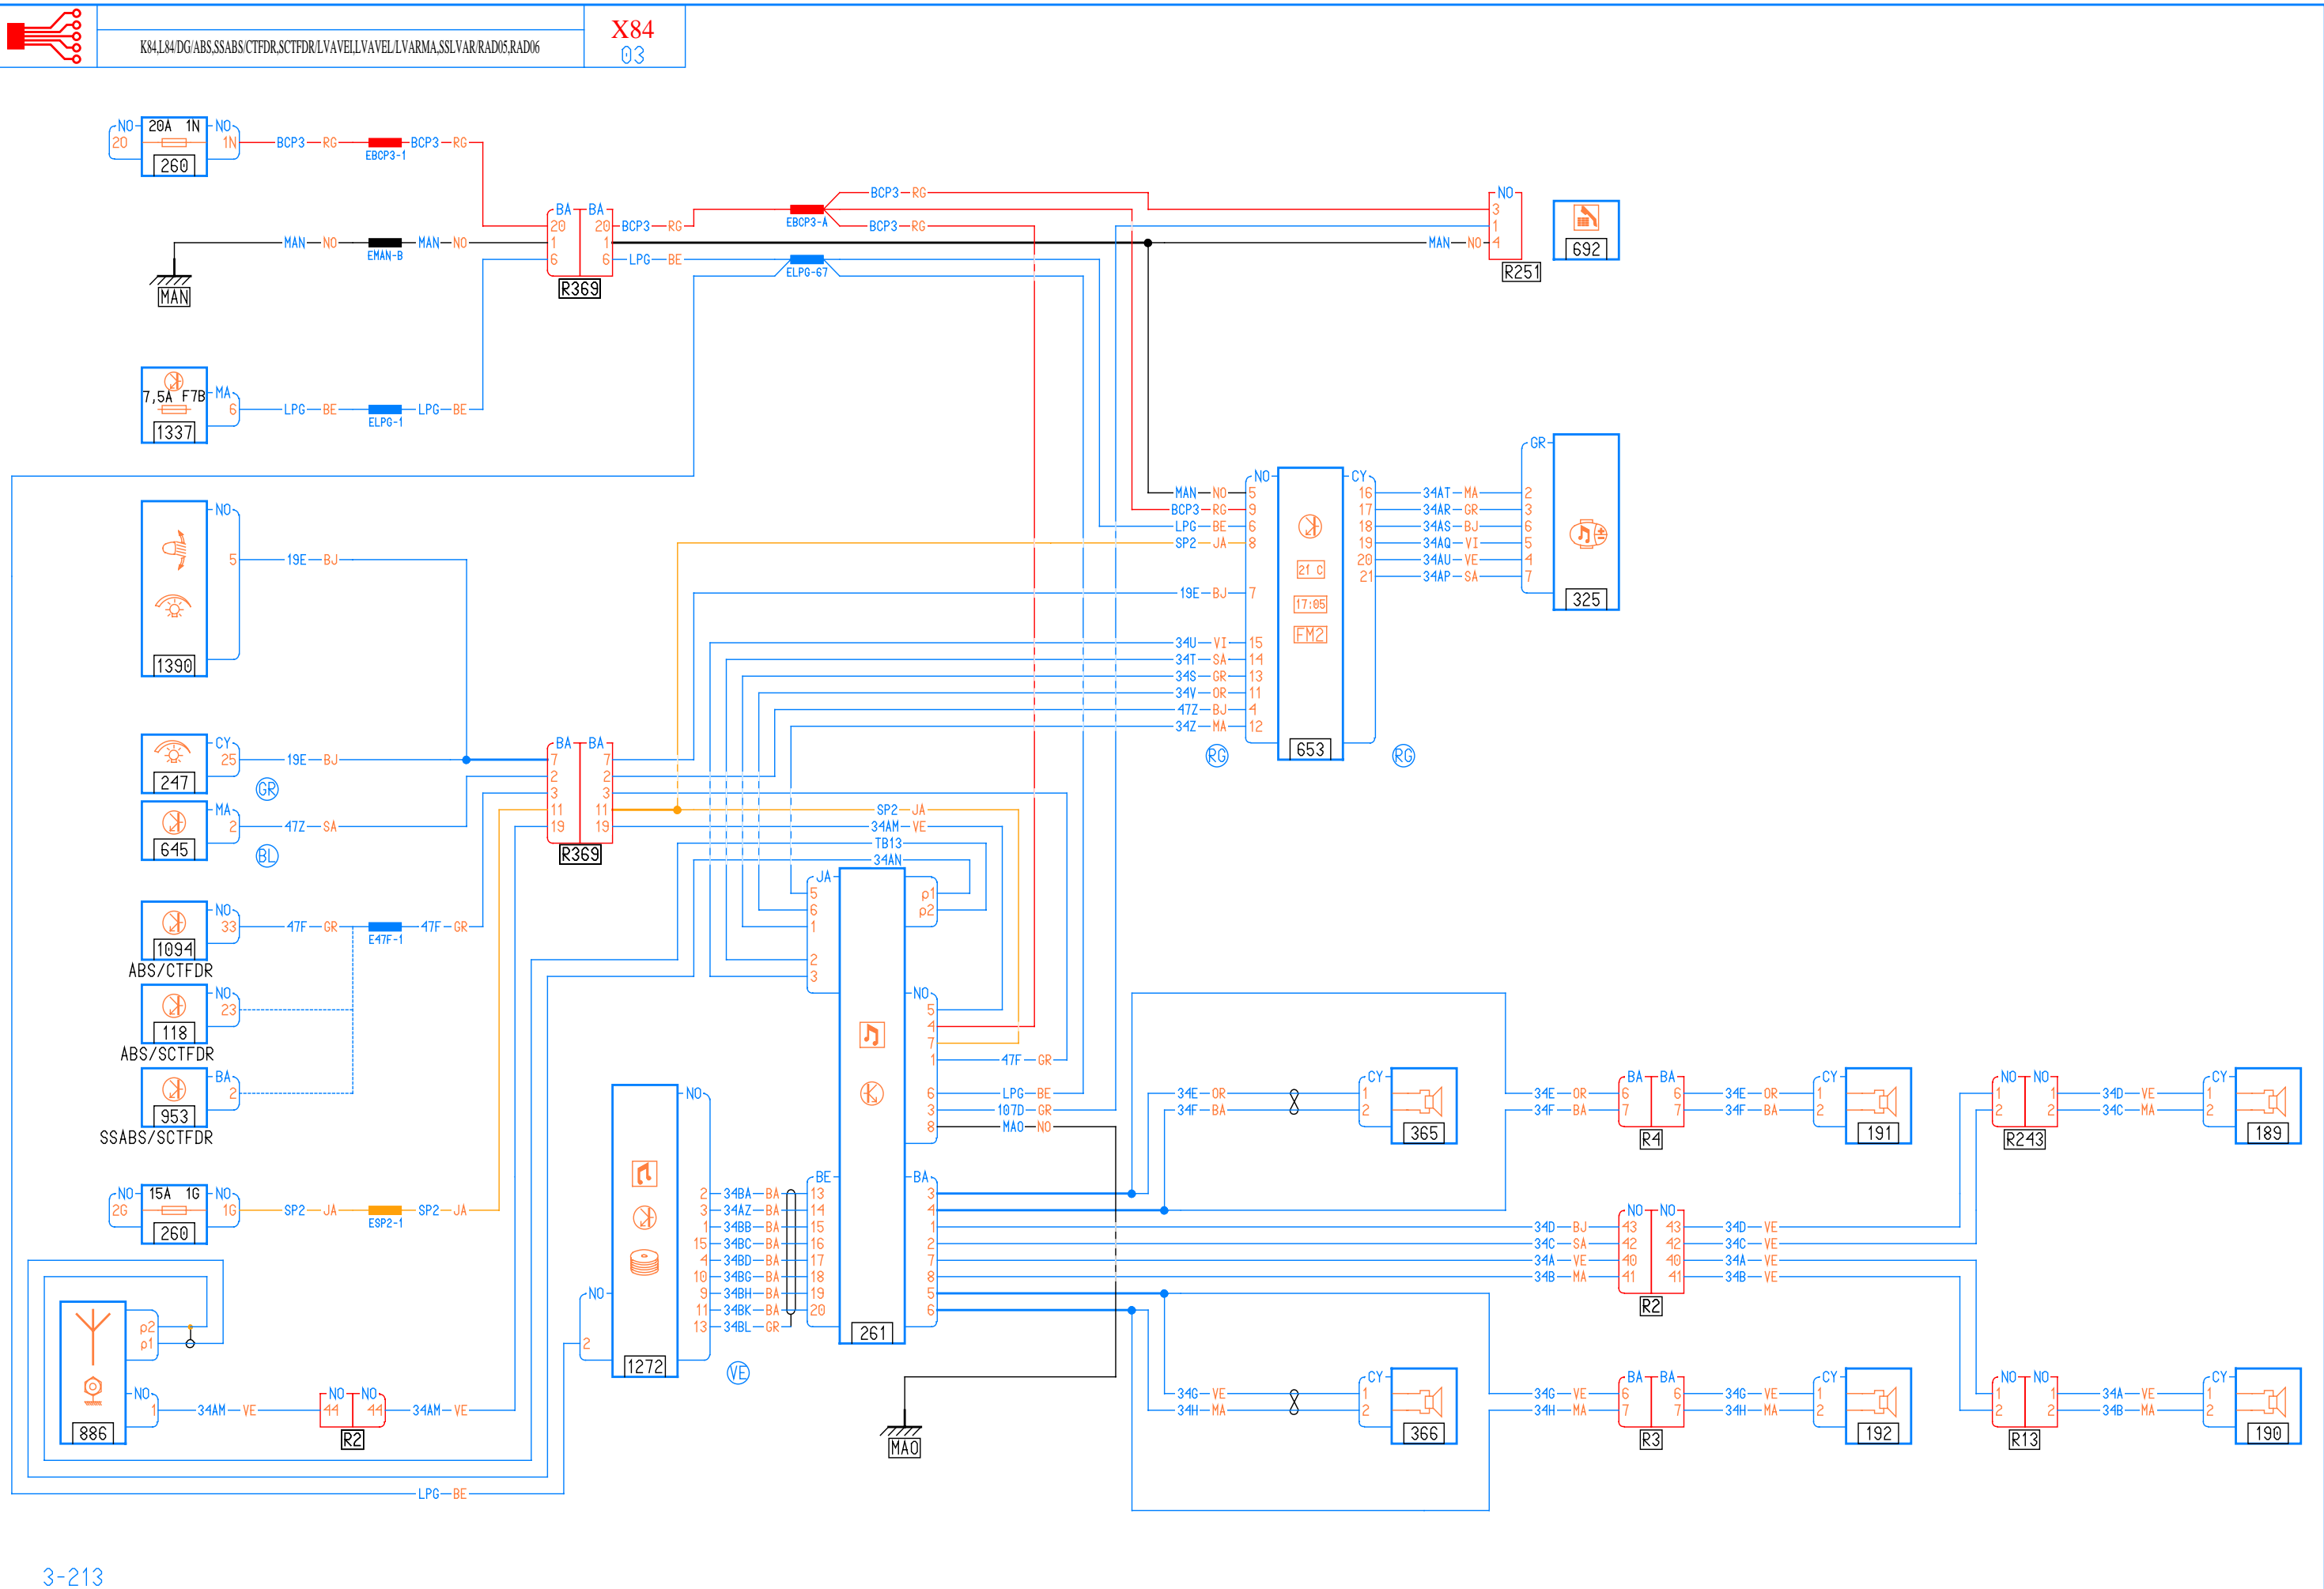 K84,L84/DG/ABS,SSABS/CTFDR,SCTFDR/LVAVEI,LVAVEL/LVARMA,SSLVAR/RAD05,RAD06
X84
03
NO 20A 1N NO
20 1N BCP3 RG BCP3 RG
EBCP3-1
260
BCP3 RG
NO
BA BA
20 20 BCP3 RG EBCP3-A BCP3 RG 3
1
MAN NO MAN NO 1 1 MAN NO 4
EMAN-B
692
6 6 LPG BE
ELPG-67
R251
MAN
R369
7,5A F7B MA
6 LPG BE LPG BE
ELPG-1
1337
GR
NO CY
MAN NO 5 16 34AT MA 2
BCP3 RG 9 17 34AR GR 3
LPG BE 6 18 34AS BJ 6
SP2 JA 8 19 34AQ VI 5
20 34AU VE 4
21 34AP SA 7
21 C
17:05
FM2
325
NO
5 19E BJ
19E BJ 7
34U VI 15
34T SA 14
34S GR 13
34V OR 11
47Z BJ 4
34Z MA 12
1390
RG 653 RG
CY BA BA
25 19E BJ 7 7
247 GR
2 2
3 3
MA
11 11 SP2 JA
2 47Z SA 19 19 34AM VE
645 BL
R369
TB13
34AN
JA
5 p1
6 p2
1
2
3
NO
33 47F GR 47F GR
E47F-1
1094
ABS/CTFDR
NO
23
118
ABS/SCTFDR
BA
2
953
SSABS/SCTFDR
NO
5
4
7
1 47F GR
6 LPG BE
3 107D GR
8 MAO NO
CY BA BA CY NO NO CY
34E OR 1 34E OR 6 6 34E OR 1 1 1 34D VE 1
34F BA 2 34F BA 7 7 34F BA 2 2 2 34C MA 2
365 R4 191 R243 189
NO 15A 1G NO
2G 1G SP2 JA SP2 JA
ESP2-1
260
NO
2 34BA BA 13
3 34AZ BA 14
1 34BB BA 15
15 34BC BA 16
4 34BD BA 17
10 34BG BA 18
9 34BH BA 19
11 34BK BA 20
13 34BL GR
BE BA
3
4
1 34D BJ 43 43 34D VE
2 34C SA 42 42 34C VE
7 34A VE 40 40 34A VE
8 34B MA 41 41 34B VE
5
6
NO NO
R2
261
NO
2
1272
VE
p2
p1
NO NO NO
1 34AM VE 44 44 34AM VE
886 R2
MAO
CY BA BA CY NO NO CY
34G VE 1 34G VE 6 6 34G VE 1 1 1 34A VE 1
34H MA 2 34H MA 7 7 34H MA 2 2 2 34B MA 2
366 R3 192 R13 190
LPG BE
3-213